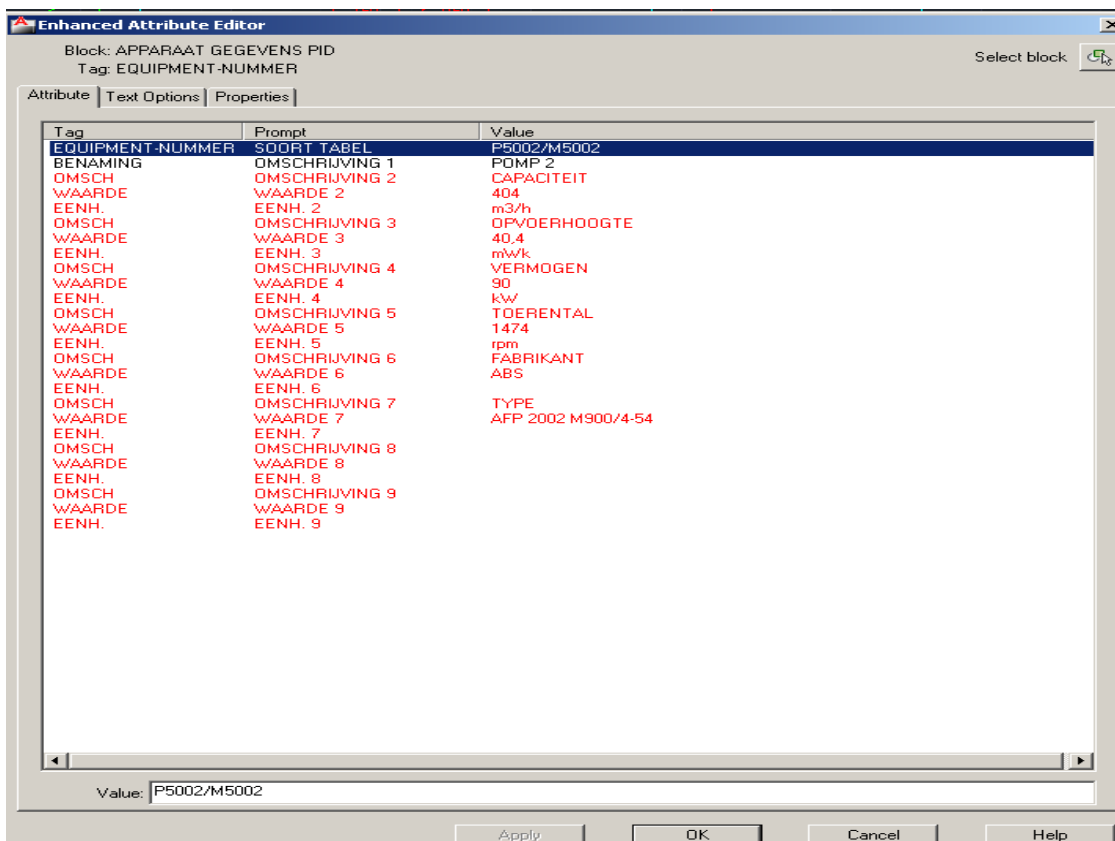 Enhanced Attribute Editor
Block: APPARAAT GEGEVENS PID
Tag: EQUIPMENT-NUMMER
Select block
Attribute Text Options Properties
Tag Prompt Value
EQUIPMENT-NUMMER SOORT TABEL P5002/M5002
BENAMING OMSCHRIJVING 1 POMP 2
OMSCH OMSCHRIJVING 2 CAPACITEIT
WAARDE WAARDE 2 404
EENH. EENH. 2 m3/h
OMSCH OMSCHRIJVING 3 OPVOERHOOGTE
WAARDE WAARDE 3 40,4
EENH. EENH. 3 mWk
OMSCH OMSCHRIJVING 4 VERMOGEN
WAARDE WAARDE 4 90
EENH. EENH. 4 kW
OMSCH OMSCHRIJVING 5 TOERENTAL
WAARDE WAARDE 5 1474
EENH. EENH. 5 rpm
OMSCH OMSCHRIJVING 6 FABRIKANT
WAARDE WAARDE 6 ABS
EENH. EENH. 6
OMSCH OMSCHRIJVING 7 TYPE
WAARDE WAARDE 7 AFP 2002 M900/4-54
EENH. EENH. 7
OMSCH OMSCHRIJVING 8
WAARDE WAARDE 8
EENH. EENH. 8
OMSCH OMSCHRIJVING 9
WAARDE WAARDE 9
EENH. EENH. 9
Value: P5002/M5002
Apply OK Cancel Help